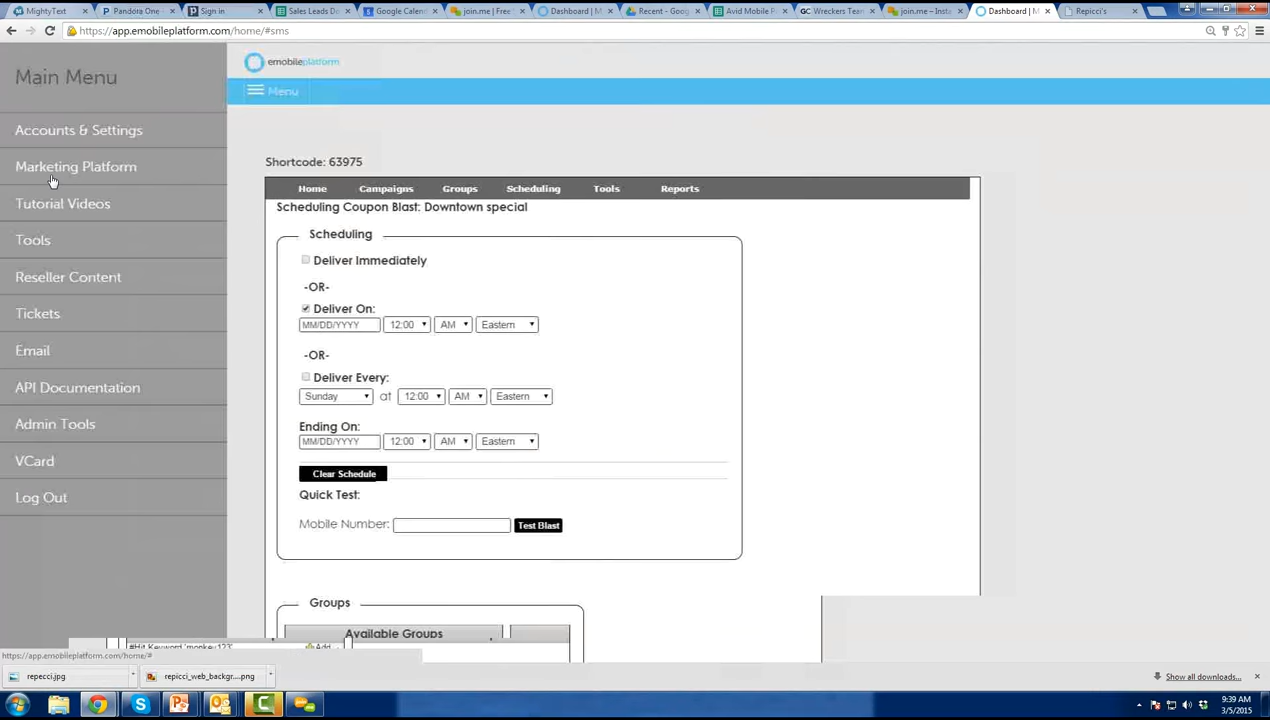 MightyText
Pandora One
Sign in
Sales Leads D
Google Calen
join.me | Free
Dashboard | M
Recent - Goog
Avid Mobile P
Wreckers Tean
join.me – Insta
Dashboard | M
Repicci's
https://app.emobileplatform.com/home/#sms
Main Menu
Accounts & Settings
Marketing Platform
Tutorial Videos
Tools
Reseller Content
Tickets
Email
API Documentation
Admin Tools
VCard
Log Out
emobileplatform
Menu
Shortcode: 63975
Home Campaigns Groups Scheduling Tools Reports
Scheduling Coupon Blast: Downtown special
Scheduling
Deliver Immediately
-OR-
Deliver On:
MM/DD/YYYY 12:00 AM Eastern
-OR-
Deliver Every:
Sunday at 12:00 AM Eastern
Ending On:
MM/DD/YYYY 12:00 AM Eastern
Clear Schedule
Quick Test:
Mobile Number: Test Blast
Groups
Available Groups
#Hit Keyword 'monkey123' Add
https://app.emobileplatform.com/home/#
repecci.jpg
repicci_web_backgr....png
Show all downloads...
9:39 AM
3/5/2015